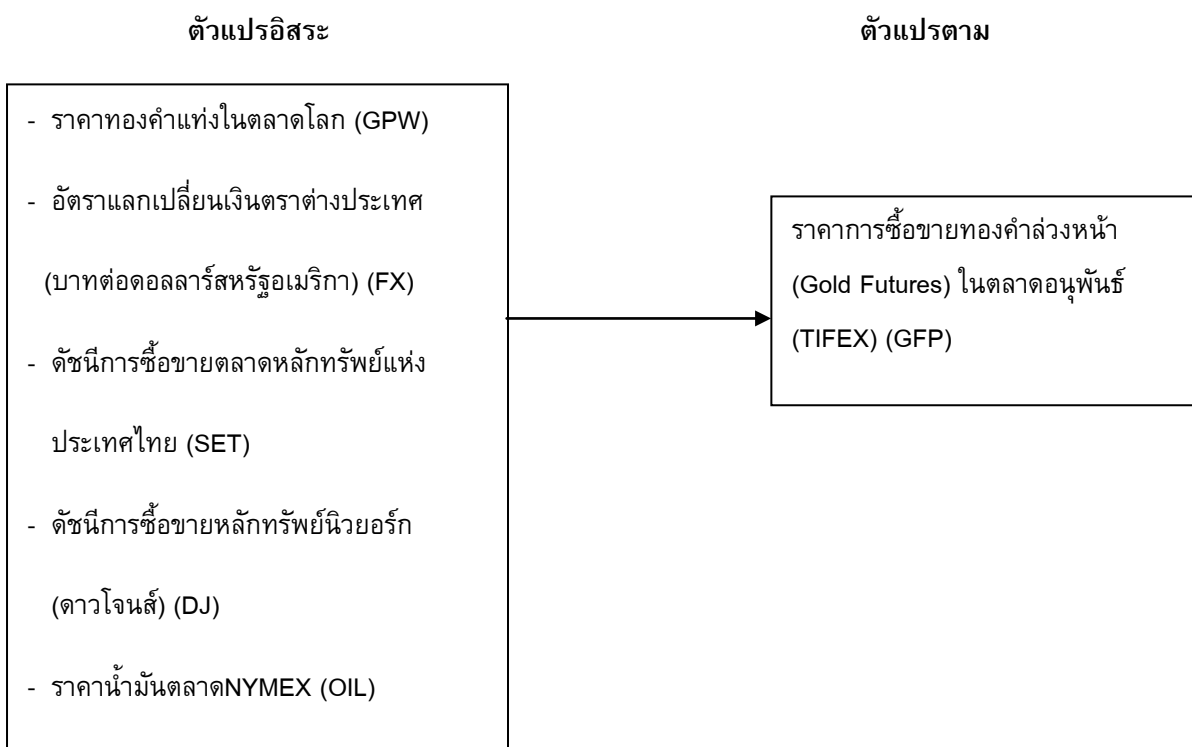 ตัวแปรอิสระ
ตัวแปรตาม
- ราคาทองคำแท่งในตลาดโลก (GPW)
- อัตราแลกเปลี่ยนเงินตราต่างประเทศ
(บาทต่อดอลลาร์สหรัฐอเมริกา) (FX)
- ดัชนีการซื้อขายตลาดหลักทรัพย์แห่ง
ประเทศไทย (SET)
- ดัชนีการซื้อขายหลักทรัพย์นิวยอร์ก
(ดาวโจนส์) (DJ)
- ราคาน้ำมันตลาดNYMEX (OIL)
ราคาการซื้อขายทองคำล่วงหน้า
(Gold Futures) ในตลาดอนุพันธ์
(TIFEX) (GFP)